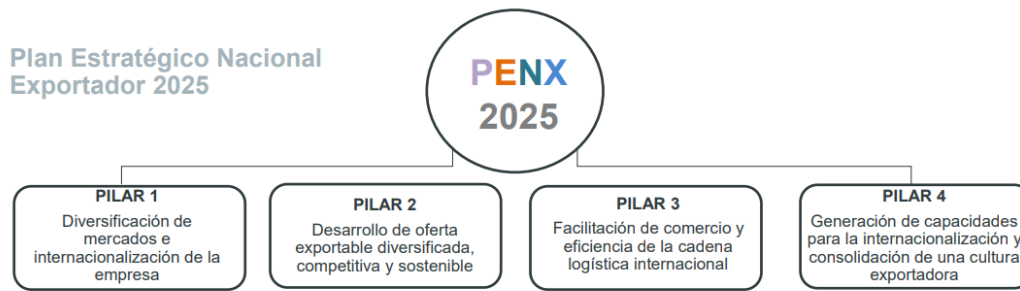 Plan Estratégico Nacional
Exportador 2025
PENX
2025
PILAR 1
Diversificación de
mercados e
internacionalización de la
empresa
PILAR 2
Desarrollo de oferta
exportable diversificada,
competitiva y sostenible
PILAR 3
Facilitación de comercio y
eficiencia de la cadena
logística internacional
PILAR 4
Generación de capacidades
para la internacionalización y
consolidación de una cultura
exportadora